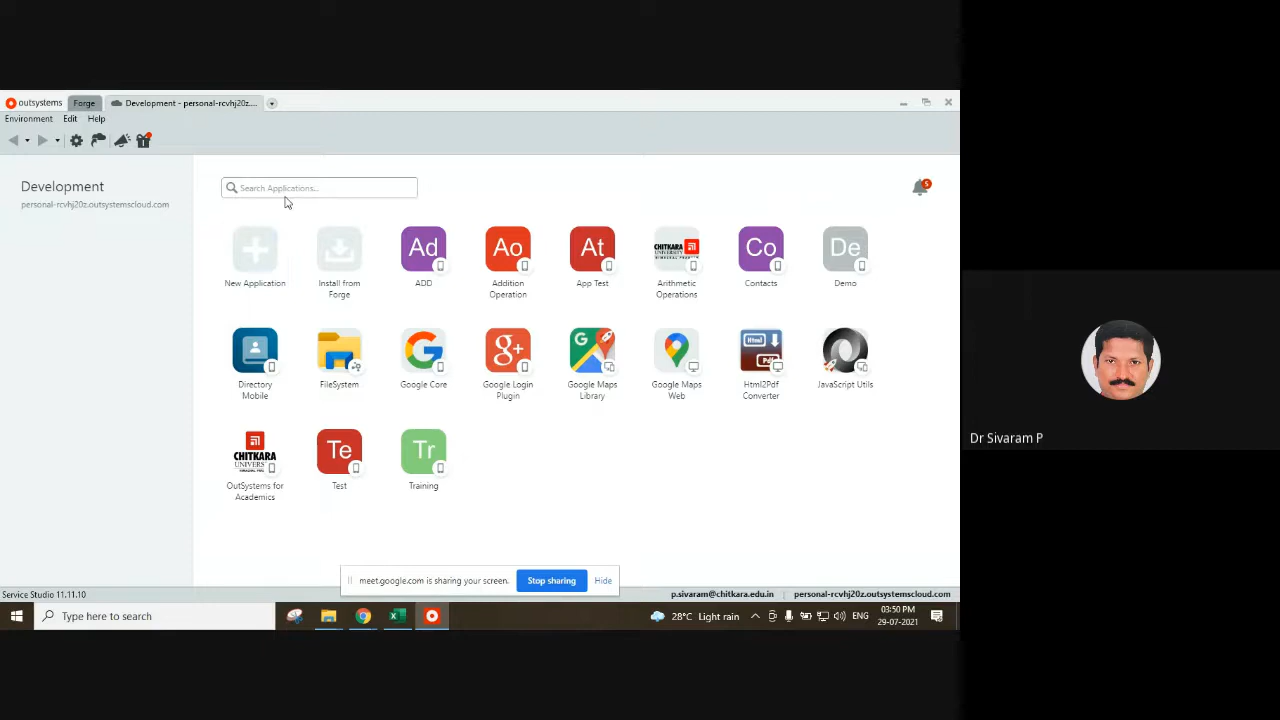 outsystems Forge Development - personal-rcvhj20z....
Environment Edit Help
Development
personal-rcvhj20z.outsystemscloud.com
Search Applications...
5
Ad Ao At CHITKARA Co De
New Application Install from ADD Addition App Test Arithmetic Contacts Demo
Forge Operation Operations
G g+ G Html
Directory FileSystem Google Core Google Login Google Maps Google Maps Html2Pdf JavaScript Utils
Mobile Plugin Library Web Converter
CHITKARA Te Tr
OutSystems for Test Training
Academics
meet.google.com is sharing your screen. Stop sharing Hide
Service Studio 11.11.10 p.sivaram@chitkara.edu.in personal-rcvhj20z.outsystemscloud.com
Type here to search 28°C Light rain ENG 03:50 PM
29-07-2021
Dr Sivaram P